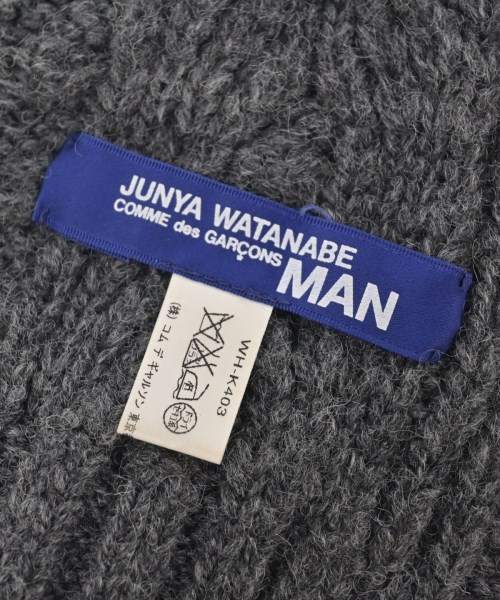 JUNYA WATANABE
COMME des GARÇONS
MAN
WH-K403
(株)コム デ ギャルソン 東京